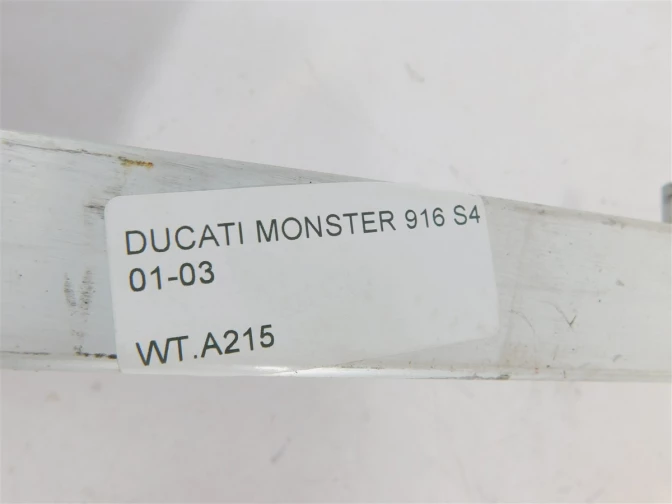 DUCATI MONSTER 916 S4
01-03
WT.A215